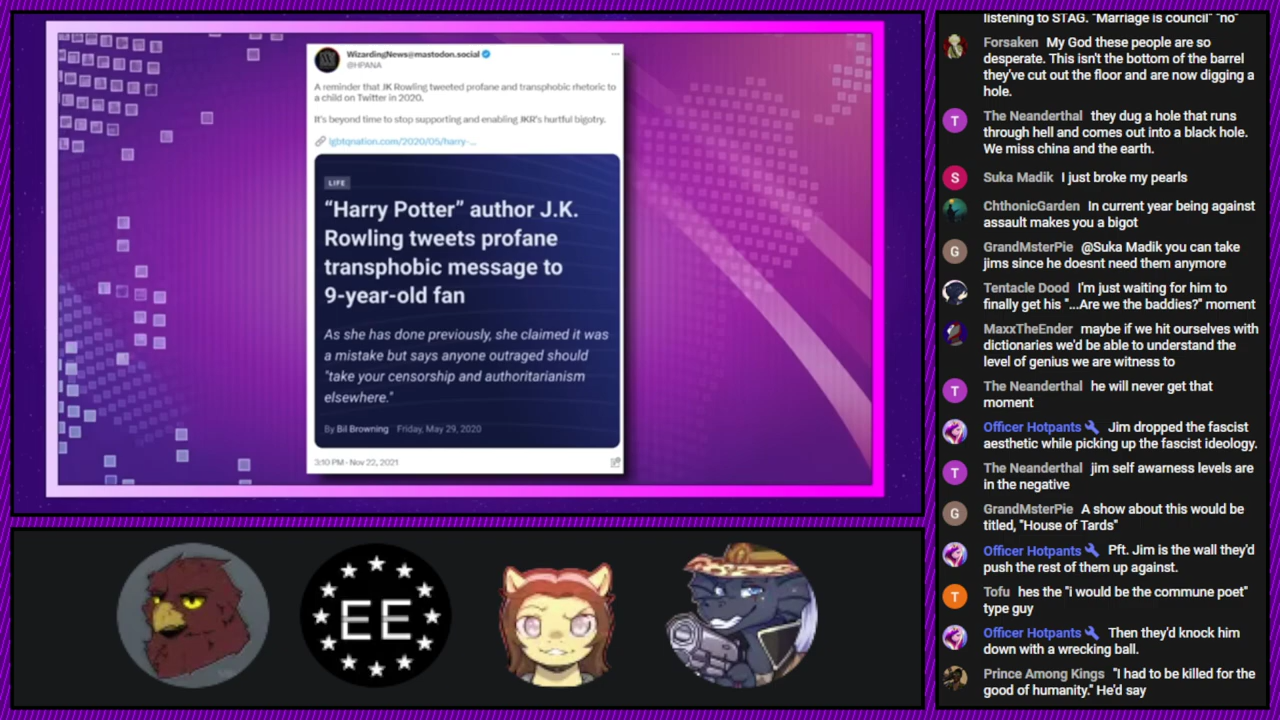 WizardingNews@mastodon.social
@HPANA
A reminder that JK Rowling tweeted profane and transphobic rhetoric to
a child on Twitter in 2020.
It's beyond time to stop supporting and enabling JKR's hurtful bigotry.
lgbtqnation.com/2020/05/harry-...
LIFE
“Harry Potter” author J.K.
Rowling tweets profane
transphobic message to
9-year-old fan
As she has done previously, she claimed it was
a mistake but says anyone outraged should
"take your censorship and authoritarianism
elsewhere."
By Bil Browning Friday, May 29, 2020
3:10 PM · Nov 22, 2021
EE
listening to STAG. "Marriage is council" "no"
Forsaken My God these people are so
desperate. This isn't the bottom of the barrel
they've cut out the floor and are now digging a
hole.
T
The Neanderthal they dug a hole that runs
through hell and comes out into a black hole.
We miss china and the earth.
S
Suka Madik I just broke my pearls
ChthonicGarden In current year being against
assault makes you a bigot
G
GrandMsterPie @Suka Madik you can take
jims since he doesnt need them anymore
Tentacle Dood I'm just waiting for him to
finally get his "...Are we the baddies?" moment
MaxxTheEnder maybe if we hit ourselves with
dictionaries we'd be able to understand the
level of genius we are witness to
T
The Neanderthal he will never get that
moment
Officer Hotpants Jim dropped the fascist
aesthetic while picking up the fascist ideology.
T
The Neanderthal jim self awarness levels are
in the negative
G
GrandMsterPie A show about this would be
titled, "House of Tards"
Officer Hotpants Pft. Jim is the wall they'd
push the rest of them up against.
T
Tofu hes the "i would be the commune poet"
type guy
Officer Hotpants Then they'd knock him
down with a wrecking ball.
Prince Among Kings "I had to be killed for the
good of humanity." He'd say